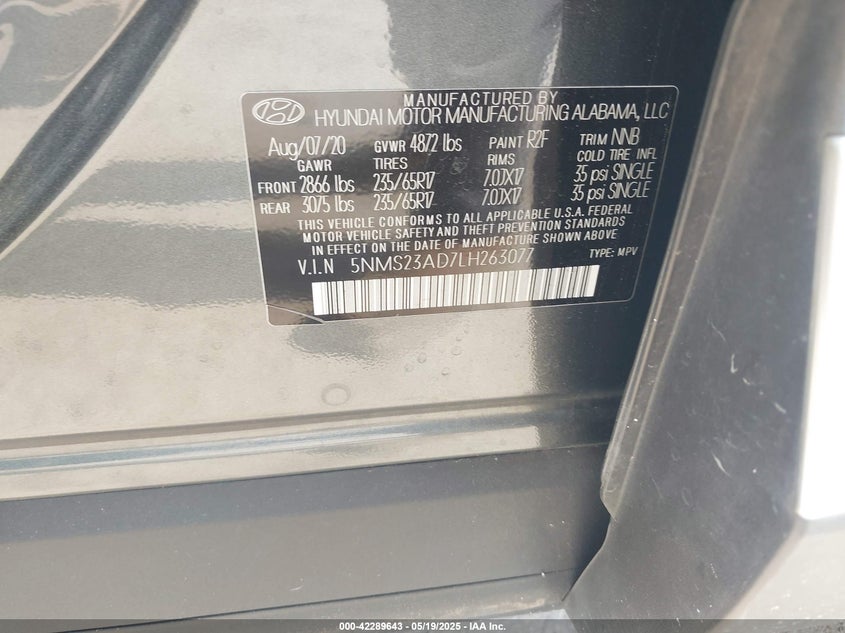 MANUFACTURED BY
HYUNDAI MOTOR MANUFACTURING ALABAMA, LLC
Aug/07/20 GVWR 4872 lbs PAINT R2F TRIM NNB
GAWR TIRES RIMS COLD TIRE INFL
FRONT 2866 lbs 235/65R17 7.0JX17 35 psi SINGLE
REAR 3075 lbs 235/65R17 7.0JX17 35 psi SINGLE
THIS VEHICLE CONFORMS TO ALL APPLICABLE U.S.A. FEDERAL
MOTOR VEHICLE SAFETY AND THEFT PREVENTION STANDARDS
IN EFFECT ON THE DATE OF MANUFACTURE SHOWN ABOVE
V.I.N 5NMS23AD7LH263077 TYPE: MPV
000-42289643 - 05/19/2025 - IAA Inc.